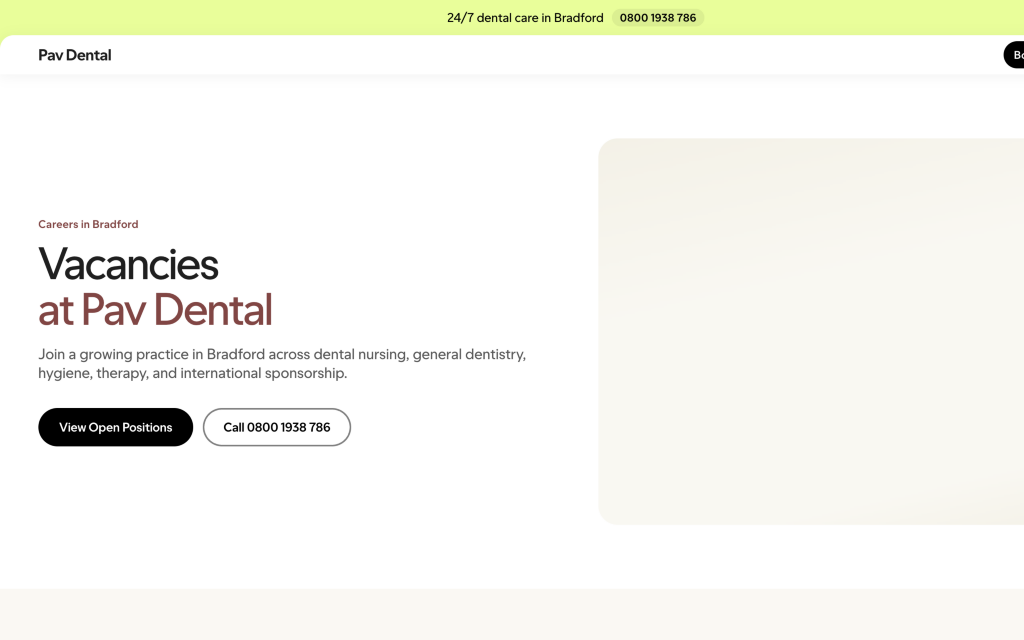 24/7 dental care in Bradford 0800 1938 786
Pav Dental
Careers in Bradford
Vacancies
at Pav Dental
Join a growing practice in Bradford across dental nursing, general dentistry,
hygiene, therapy, and international sponsorship.
View Open Positions
Call 0800 1938 786